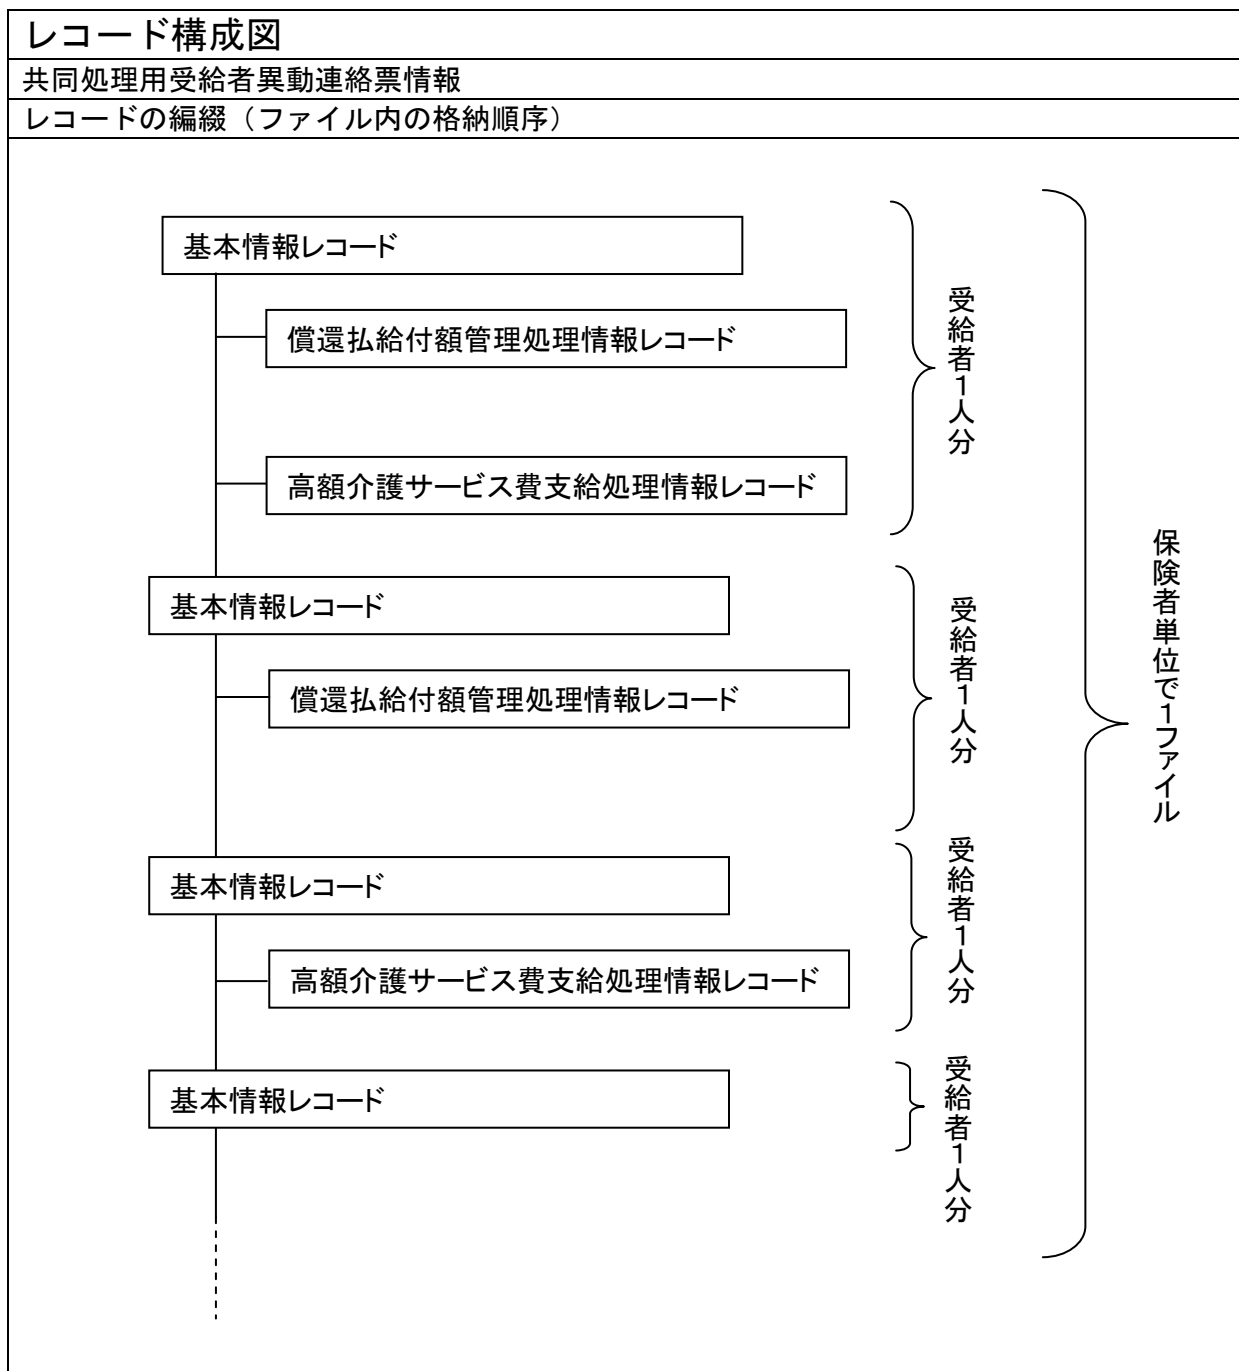 レコード構成図
共同処理用受給者異動連絡票情報
レコードの編綴（ファイル内の格納順序）
基本情報レコード
償還払給付額管理処理情報レコード
高額介護サービス費支給処理情報レコード
受給者１人分
基本情報レコード
償還払給付額管理処理情報レコード
受給者１人分
基本情報レコード
高額介護サービス費支給処理情報レコード
受給者１人分
基本情報レコード
受給者１人分
保険者単位で１ファイル